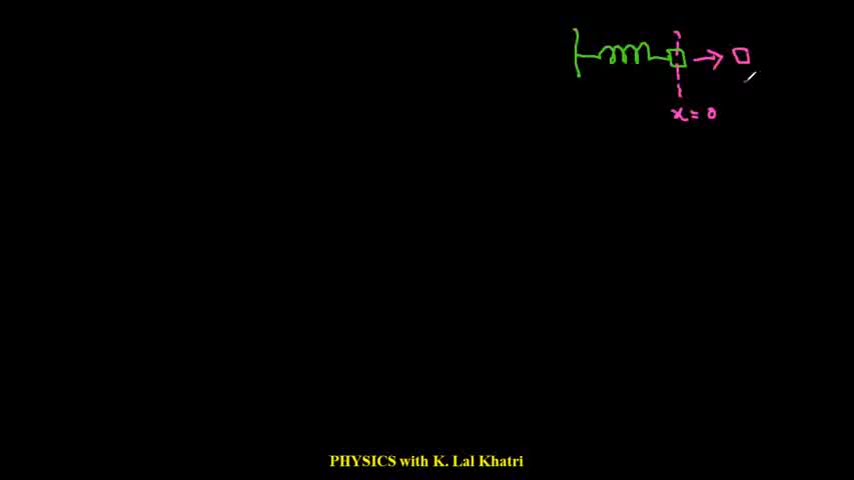 x = 0
PHYSICS with K. Lal Khatri